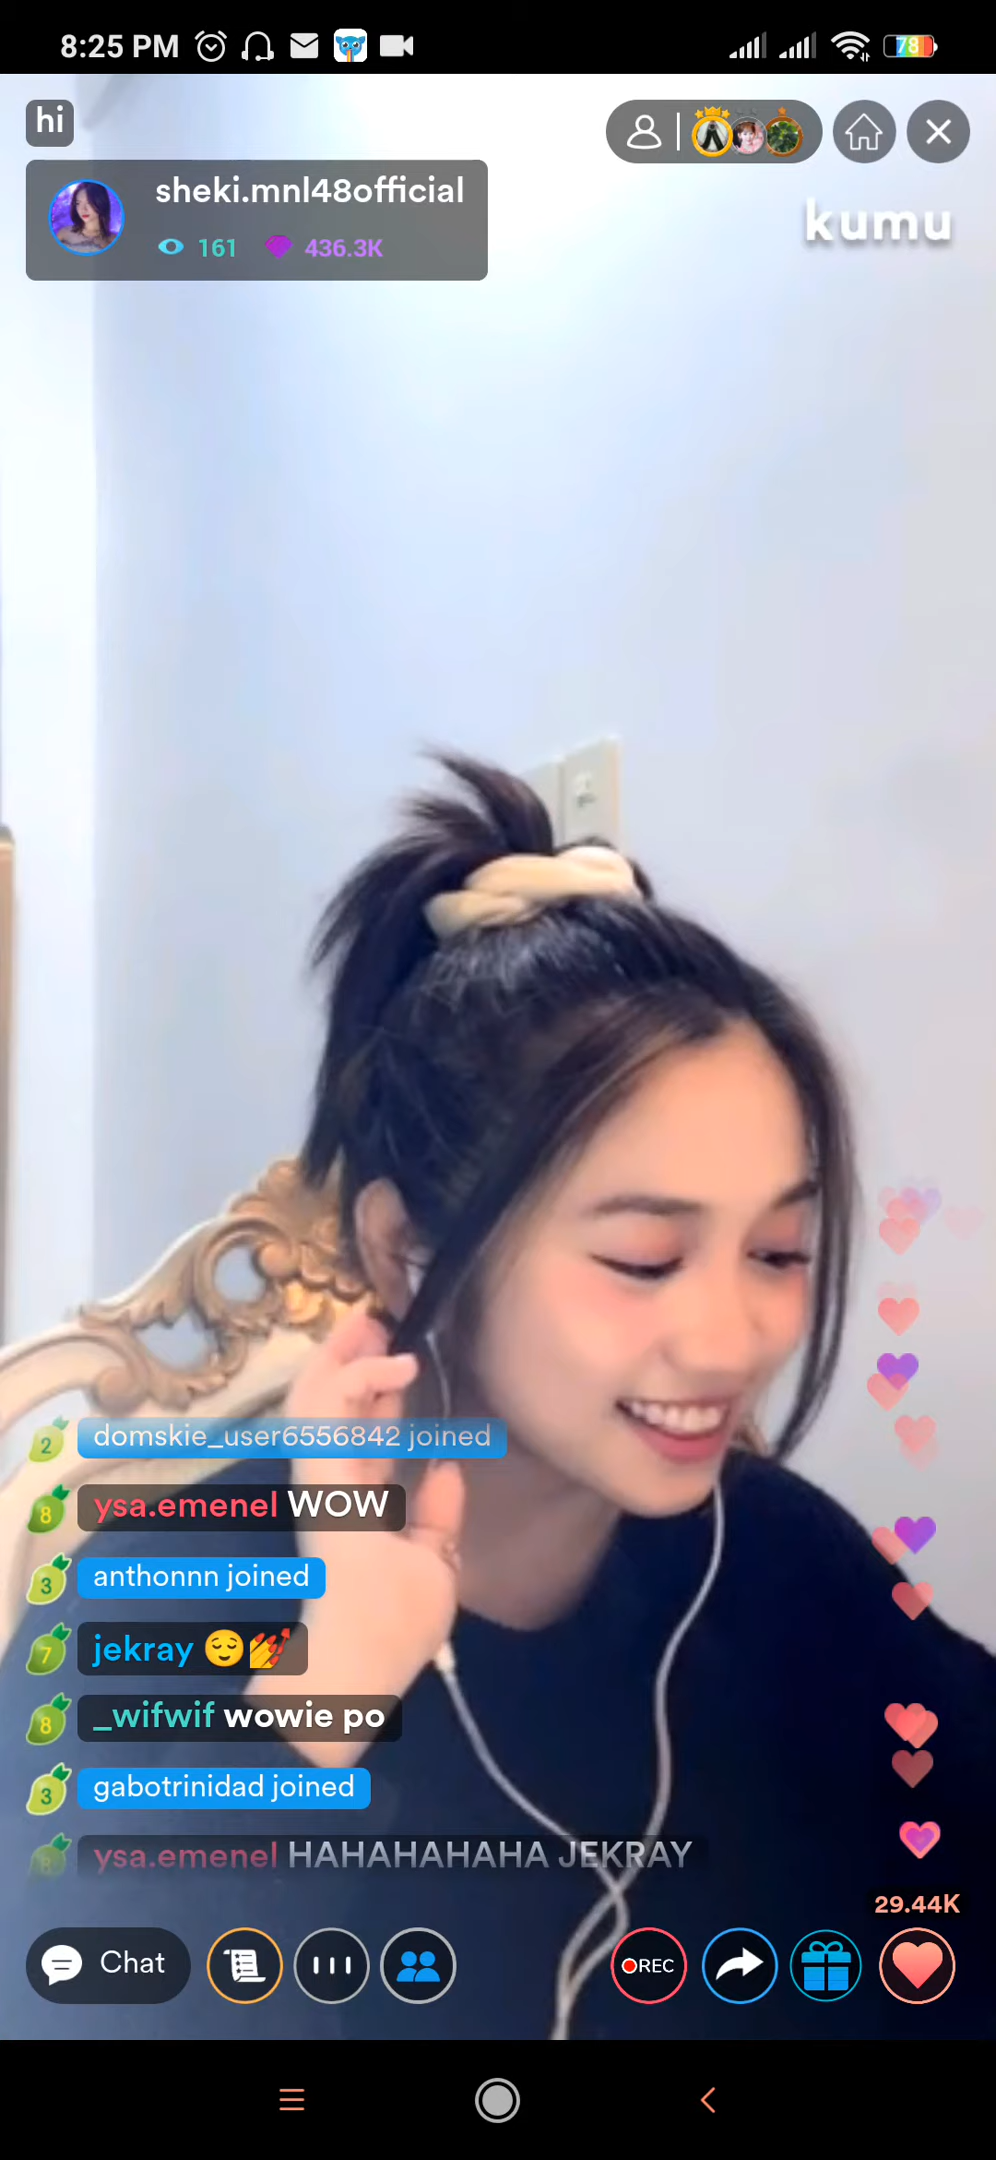 8:25 PM
78
hi
sheki.mnl48official
161 436.3K
kumu
2 domskie_user6556842 joined
8 ysa.emenel WOW
3 anthonnn joined
7 jekray 😌💅
8 _wifwif wowie po
3 gabotrinidad joined
8 ysa.emenel HAHAHAHAHA JEKRAY
29.44K
Chat
REC